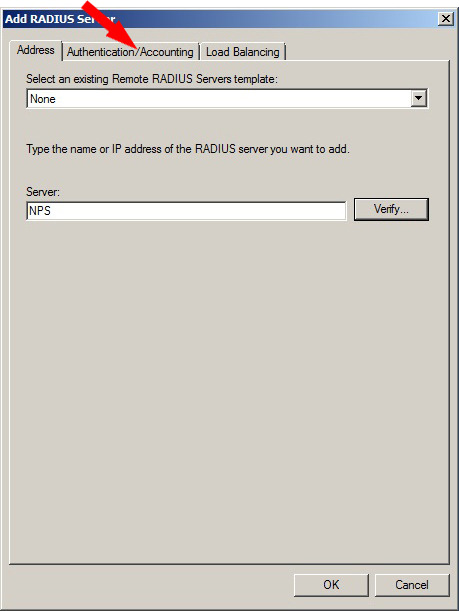 Add RADIUS Server
Address Authentication/Accounting Load Balancing
Select an existing Remote RADIUS Servers template:
None
Type the name or IP address of the RADIUS server you want to add.
Server:
NPS Verify...
OK Cancel